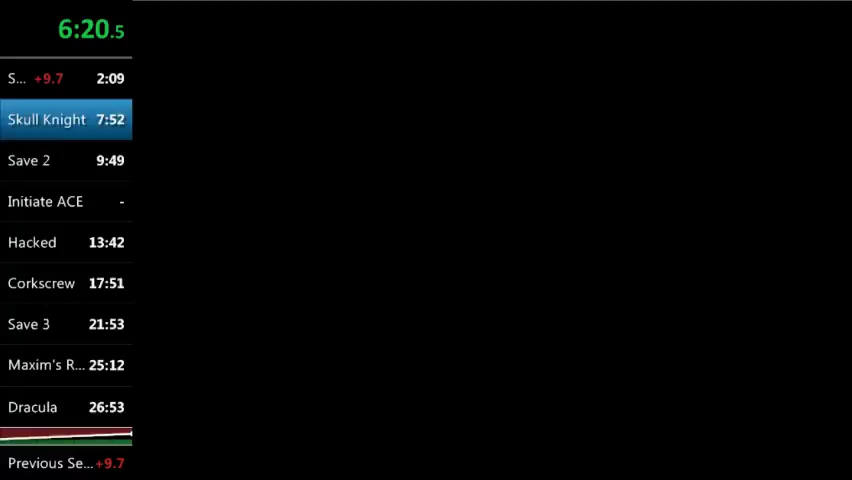 6:20.5
S... +9.7 2:09
Skull Knight 7:52
Save 2 9:49
Initiate ACE -
Hacked 13:42
Corkscrew 17:51
Save 3 21:53
Maxim's R... 25:12
Dracula 26:53
Previous Se... +9.7